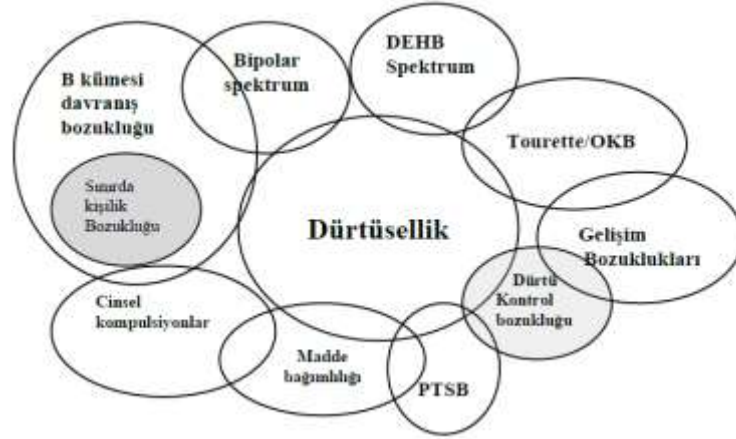 B kümesi
davranış
bozukluğu
Bipolar
spektrum
DEHB
Spektrum
Tourette/OKB
Sınırda
kişilik
Bozukluğu
Dürtüsellik
Gelişim
Bozuklukları
Dürtü
Kontrol
bozukluğu
Cinsel
kompulsiyonlar
Madde
bağımlılığı
PTSB